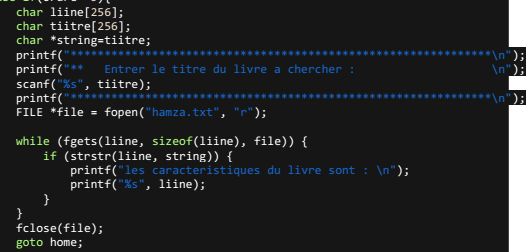 char liine[256];
char tiitre[256];
char *string=tiitre;
printf("*************************************************************\n");
printf("**   Entrer le titre du livre a chercher :                    \n");
scanf("%s", tiitre);
printf("*************************************************************\n");
FILE *file = fopen("hamza.txt", "r");
while (fgets(liine, sizeof(liine), file)) {
if (strstr(liine, string)) {
printf("les caracteristiques du livre sont : \n");
printf("%s", liine);
}
}
fclose(file);
goto home;